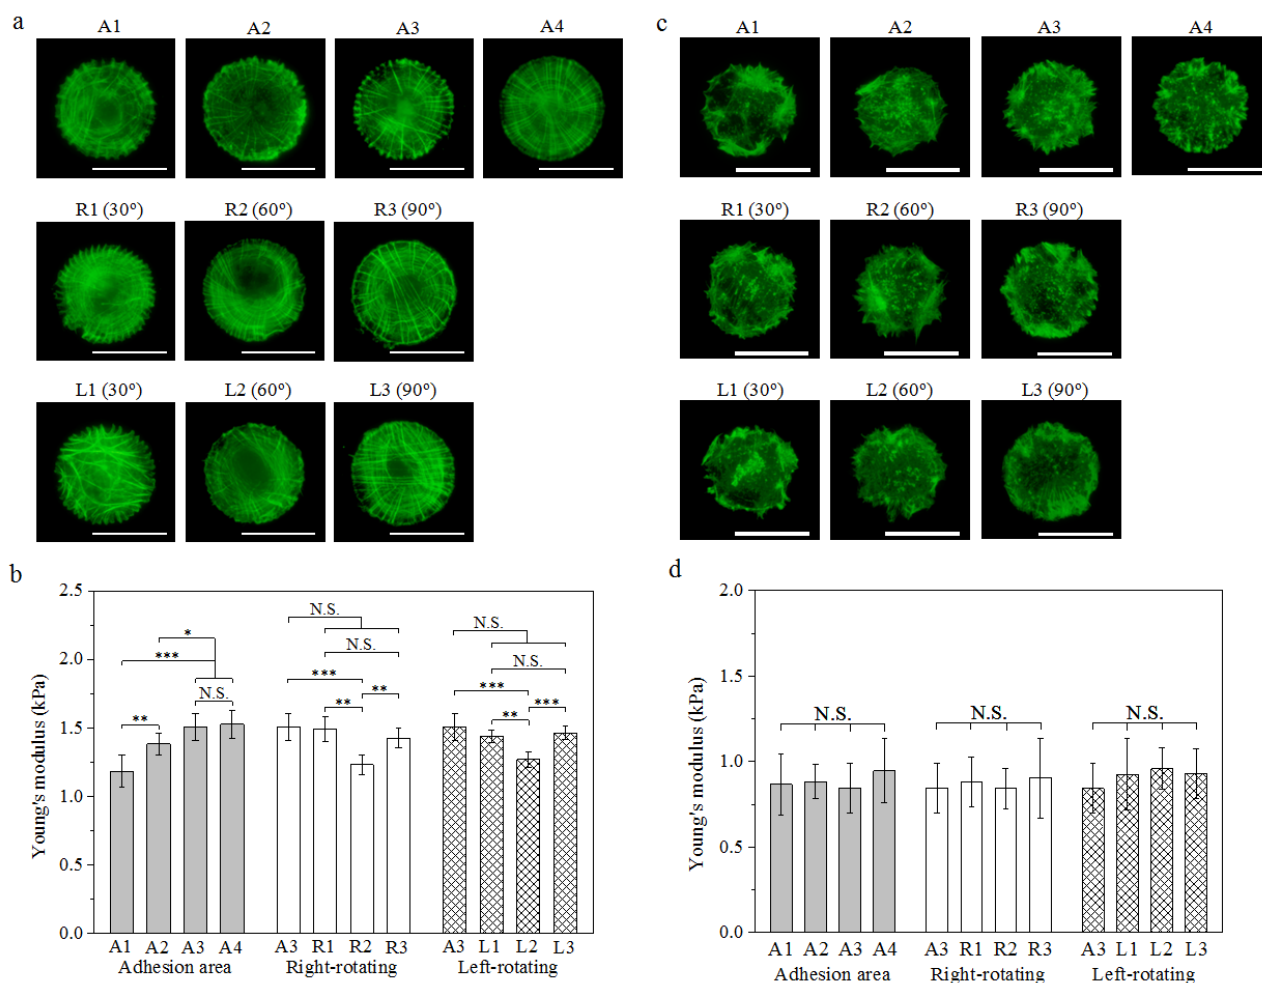 a
A1 A2 A3 A4
R1 (30°) R2 (60°) R3 (90°)
L1 (30°) L2 (60°) L3 (90°)
c
A1 A2 A3 A4
R1 (30°) R2 (60°) R3 (90°)
L1 (30°) L2 (60°) L3 (90°)
b
Young's modulus (kPa)
2.5
2.0
1.5
1.0
0.5
0.0
*
***
N.S.
**
N.S.
N.S.
***
**
**
N.S.
N.S.
***
***
**
A1 A2 A3 A4 A3 R1 R2 R3 A3 L1 L2 L3
Adhesion area Right-rotating Left-rotating
d
Young's modulus (kPa)
2.0
1.5
1.0
0.5
0.0
N.S. N.S. N.S.
A1 A2 A3 A4 A3 R1 R2 R3 A3 L1 L2 L3
Adhesion area Right-rotating Left-rotating